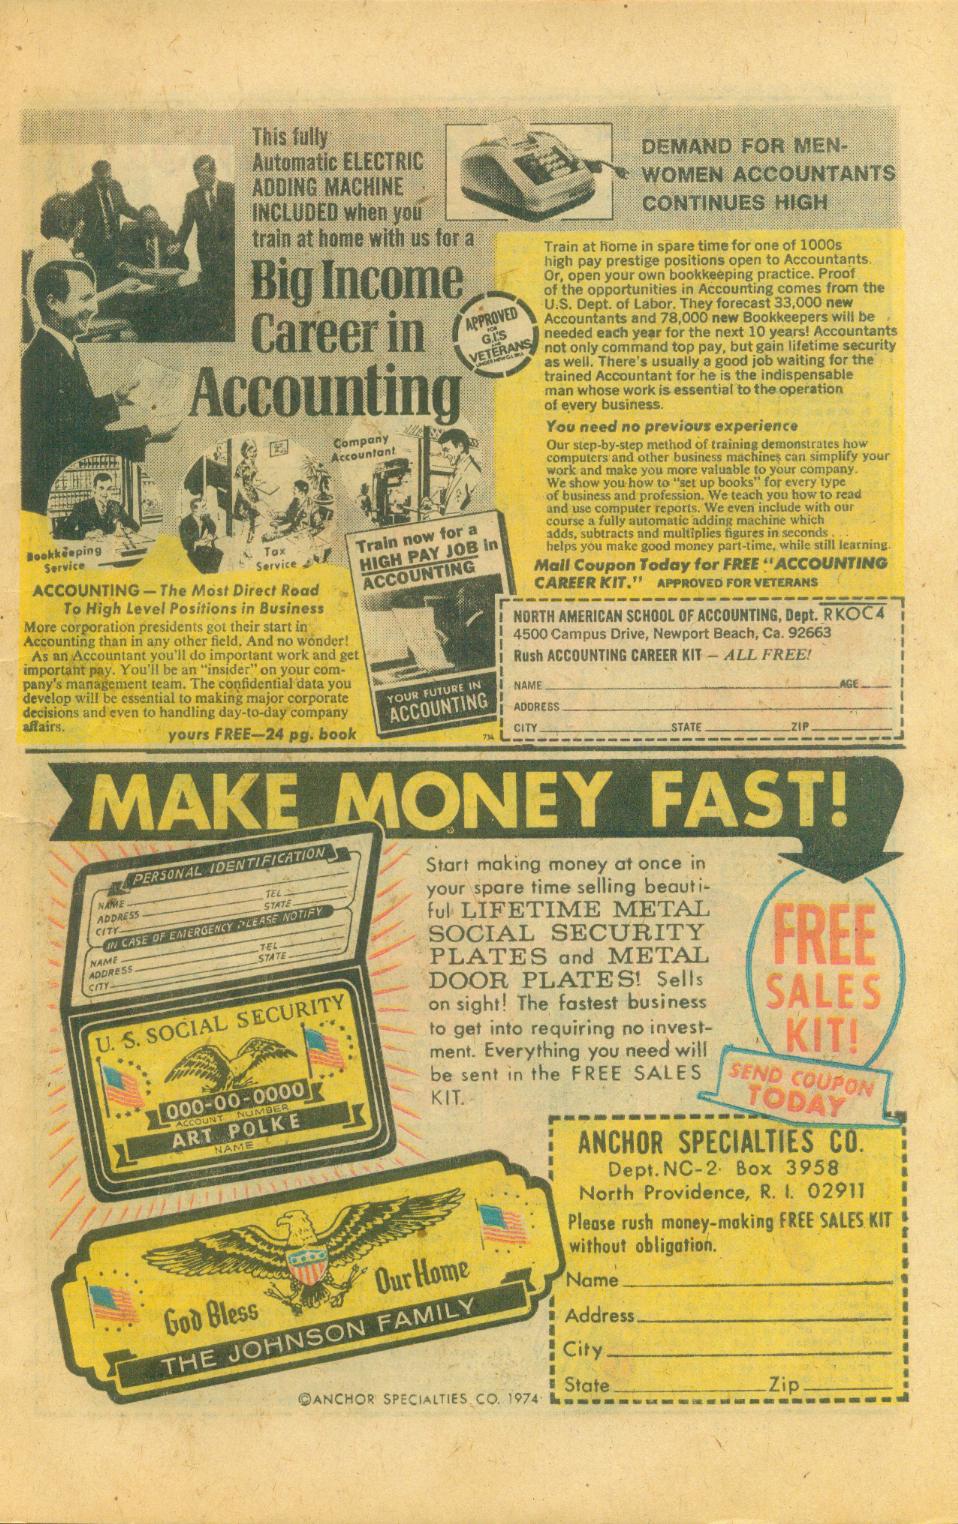 This fully
Automatic ELECTRIC
ADDING MACHINE
INCLUDED when you
train at home with us for a
Big Income
Career in
Accounting
APPROVED
FOR
G.I.'S
AND
VETERANS
UNDER NEW G.I. BILL
DEMAND FOR MEN-
WOMEN ACCOUNTANTS
CONTINUES HIGH
Train at home in spare time for one of 1000s
high pay prestige positions open to Accountants.
Or, open your own bookkeeping practice. Proof
of the opportunities in Accounting comes from the
U.S. Dept. of Labor. They forecast 33,000 new
Accountants and 78,000 new Bookkeepers will be
needed each year for the next 10 years! Accountants
not only command top pay, but gain lifetime security
as well. There's usually a good job waiting for the
trained Accountant for he is the indispensable
man whose work is essential to the operation
of every business.
You need no previous experience
Our step-by-step method of training demonstrates how
computers and other business machines can simplify your
work and make you more valuable to your company.
We show you how to "set up books" for every type
of business and profession. We teach you how to read
and use computer reports. We even include with our
course a fully automatic adding machine which
adds, subtracts and multiplies figures in seconds . . .
helps you make good money part-time, while still learning.
Mail Coupon Today for FREE "ACCOUNTING
CAREER KIT." APPROVED FOR VETERANS
Bookkeeping
Service
Tax
Service
Company
Accountant
ACCOUNTING — The Most Direct Road
To High Level Positions in Business
More corporation presidents got their start in
Accounting than in any other field. And no wonder!
As an Accountant you'll do important work and get
important pay. You'll be an "insider" on your com-
pany's management team. The confidential data you
develop will be essential to making major corporate
decisions and even to handling day-to-day company
affairs.
yours FREE—24 pg. book
Train now for a
HIGH PAY JOB in
ACCOUNTING
YOUR FUTURE IN
ACCOUNTING
734
NORTH AMERICAN SCHOOL OF ACCOUNTING, Dept. RKOC4
4500 Campus Drive, Newport Beach, Ca. 92663
Rush ACCOUNTING CAREER KIT — ALL FREE!
NAME AGE
ADDRESS
CITY STATE ZIP
MAKE MONEY FAST!
PERSONAL IDENTIFICATION
NAME TEL
ADDRESS STATE
CITY
IN CASE OF EMERGENCY PLEASE NOTIFY
NAME TEL
ADDRESS STATE
CITY
U. S. SOCIAL SECURITY
000-00-0000
ACCOUNT NUMBER
ART POLKE
NAME
Start making money at once in
your spare time selling beauti-
ful LIFETIME METAL
SOCIAL SECURITY
PLATES and METAL
DOOR PLATES! Sells
on sight! The fastest business
to get into requiring no invest-
ment. Everything you need will
be sent in the FREE SALES
KIT.
FREE
SALES
KIT!
SEND COUPON
TODAY
God Bless Our Home
THE JOHNSON FAMILY
©ANCHOR SPECIALTIES CO. 1974
ANCHOR SPECIALTIES CO.
Dept. NC-2 Box 3958
North Providence, R. I. 02911
Please rush money-making FREE SALES KIT
without obligation.
Name
Address
City
State Zip